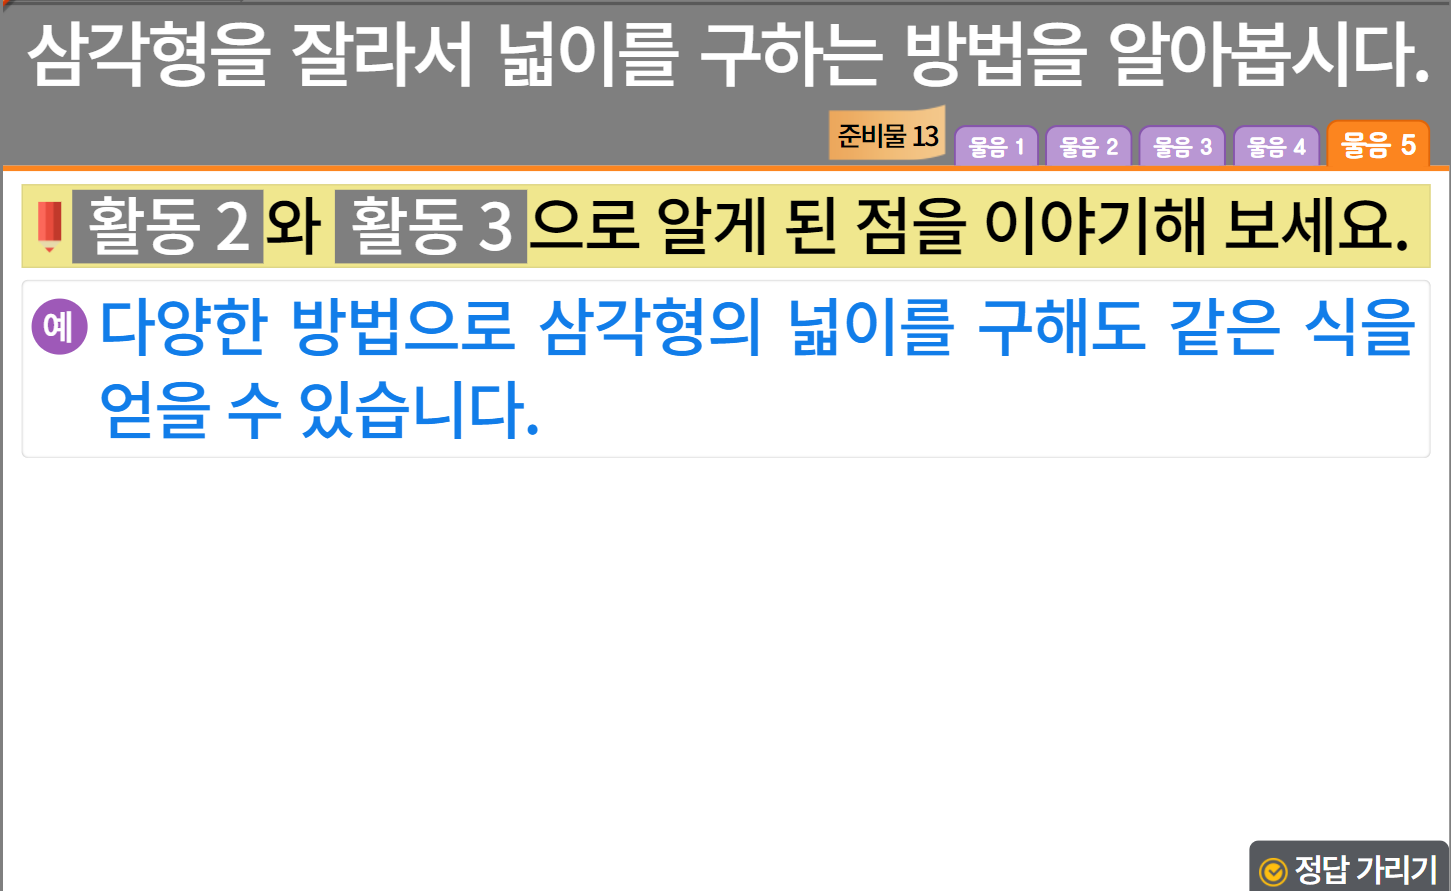 삼각형을 잘라서 넓이를 구하는 방법을 알아봅시다.
준비물 13
물음 1
물음 2
물음 3
물음 4
물음 5
활동 2와 활동 3으로 알게 된 점을 이야기해 보세요.
예 다양한 방법으로 삼각형의 넓이를 구해도 같은 식을
얻을 수 있습니다.
정답 가리기